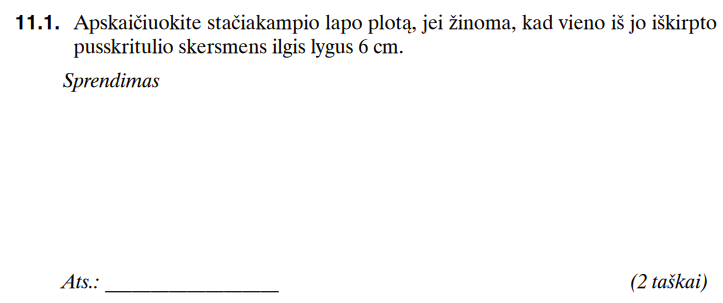 11.1. Apskaičiuokite stačiakampio lapo plotą, jei žinoma, kad vieno iš jo iškirpto
pusskritulio skersmens ilgis lygus 6 cm.
Sprendimas
Ats.: ________________ (2 taškai)